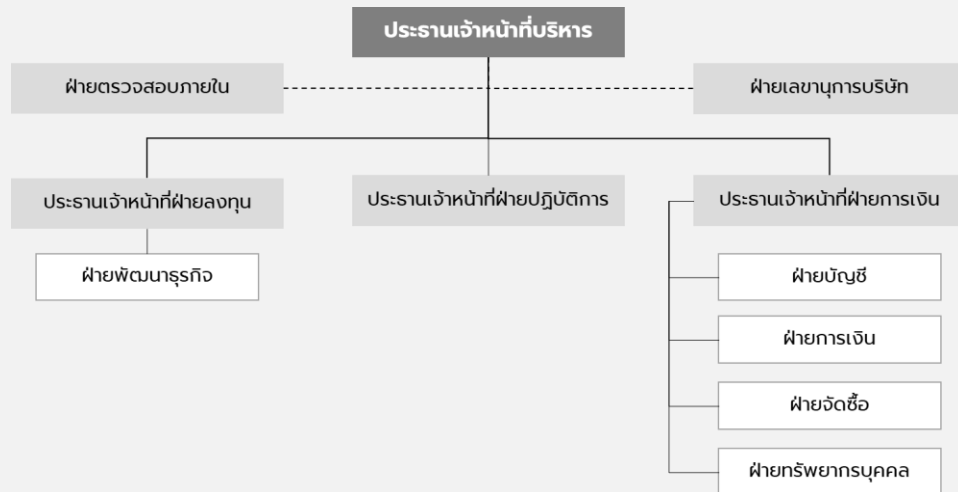 ประธานเจ้าหน้าที่บริหาร
ฝ่ายตรวจสอบภายใน
ฝ่ายเลขานุการบริษัท
ประธานเจ้าหน้าที่ฝ่ายลงทุน
ประธานเจ้าหน้าที่ฝ่ายปฏิบัติการ
ประธานเจ้าหน้าที่ฝ่ายการเงิน
ฝ่ายพัฒนาธุรกิจ
ฝ่ายบัญชี
ฝ่ายการเงิน
ฝ่ายจัดซื้อ
ฝ่ายทรัพยากรบุคคล